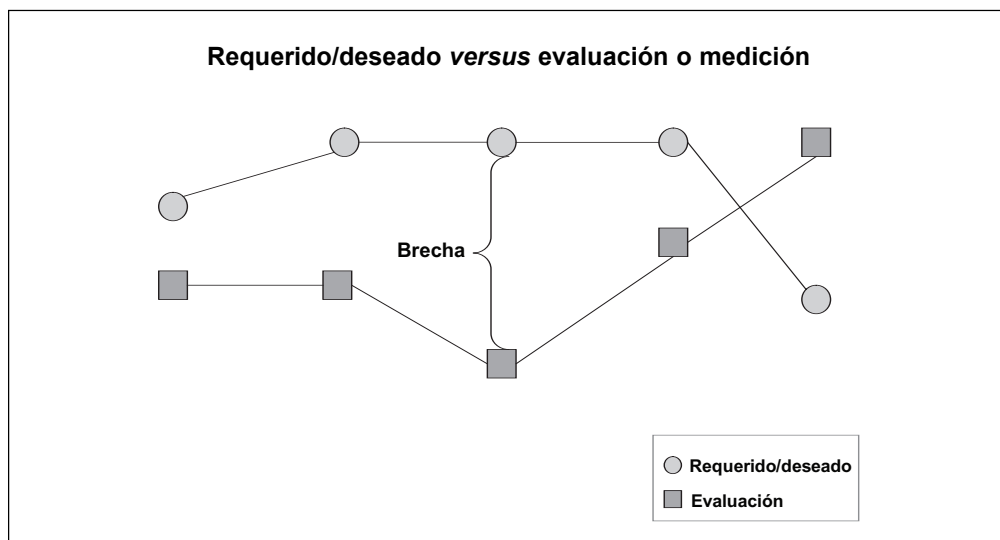 Requerido/deseado versus evaluación o medición
Brecha
Requerido/deseado
Evaluación